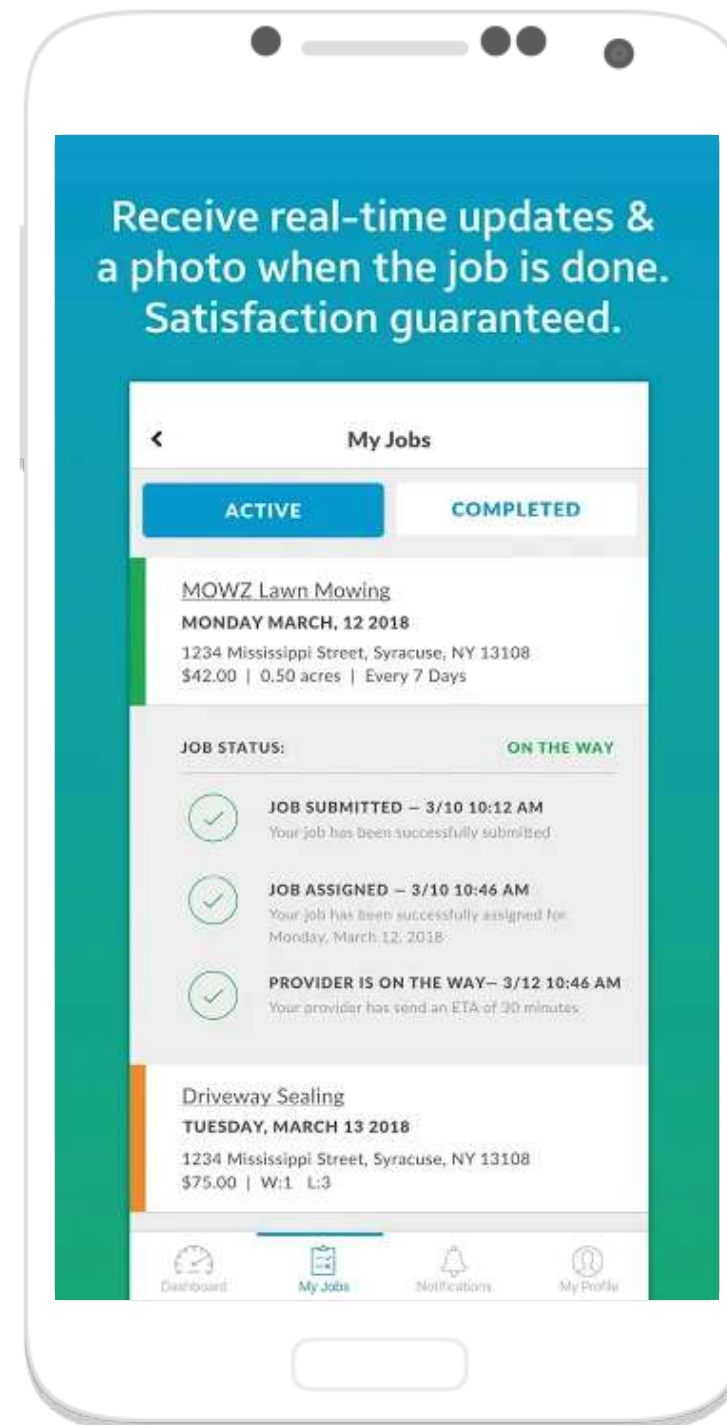 Receive real-time updates &
a photo when the job is done.
Satisfaction guaranteed.
My Jobs
ACTIVE
COMPLETED
MOWZ Lawn Mowing
MONDAY MARCH, 12 2018
1234 Mississippi Street, Syracuse, NY 13108
$42.00 | 0.50 acres | Every 7 Days
JOB STATUS:
ON THE WAY
JOB SUBMITTED – 3/10 10:12 AM
Your job has been successfully submitted
JOB ASSIGNED – 3/10 10:46 AM
Your job has been successfully assigned for
Monday, March 12, 2018
PROVIDER IS ON THE WAY– 3/12 10:46 AM
Your provider has send an ETA of 30 minutes
Driveway Sealing
TUESDAY, MARCH 13 2018
1234 Mississippi Street, Syracuse, NY 13108
$75.00 | W:1 L:3
Dashboard
My Jobs
Notifications
My Profile